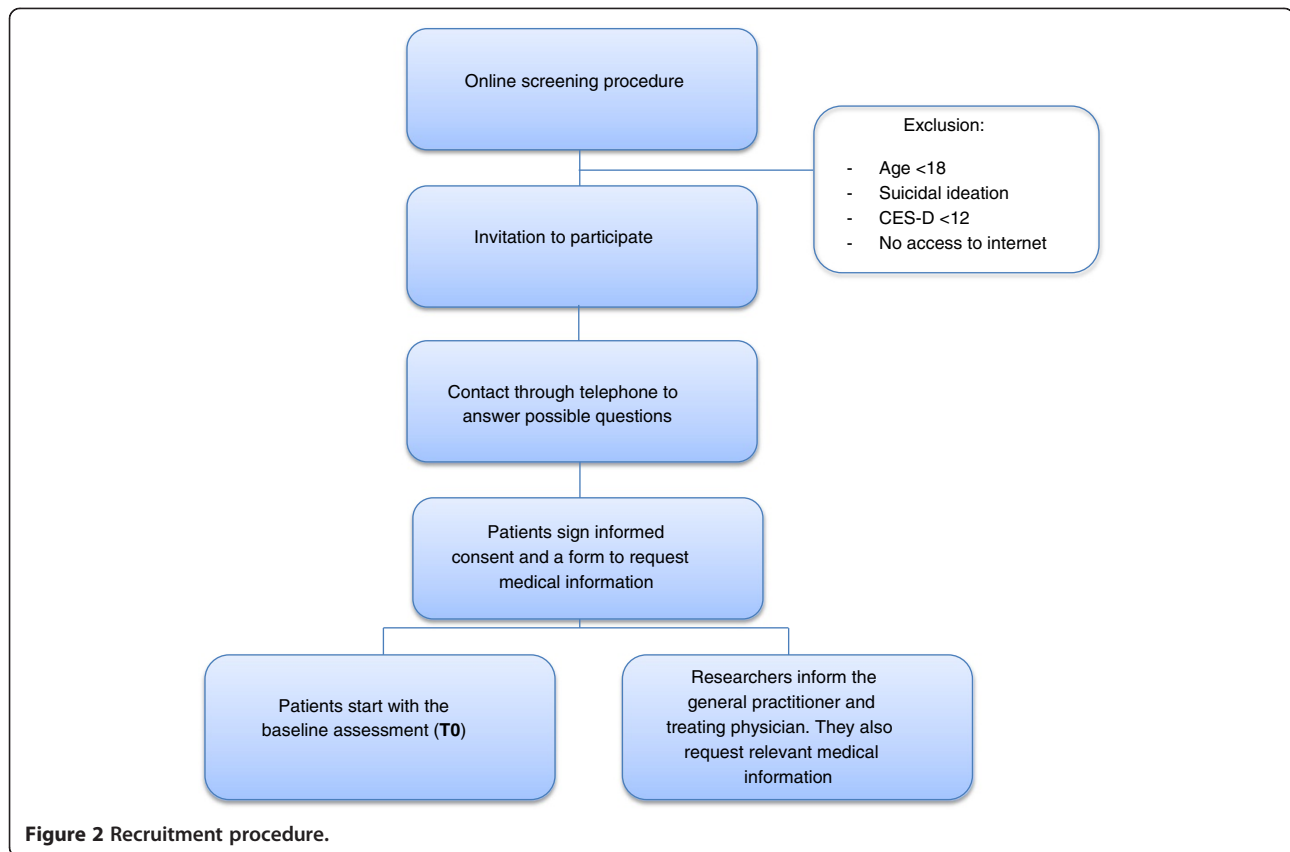 Online screening procedure
Exclusion:
- Age <18
- Suicidal ideation
- CES-D <12
- No access to internet
Invitation to participate
Contact through telephone to
answer possible questions
Patients sign informed
consent and a form to request
medical information
Patients start with the
baseline assessment (T0)
Researchers inform the
general practitioner and
treating physician. They also
request relevant medical
information
Figure 2 Recruitment procedure.